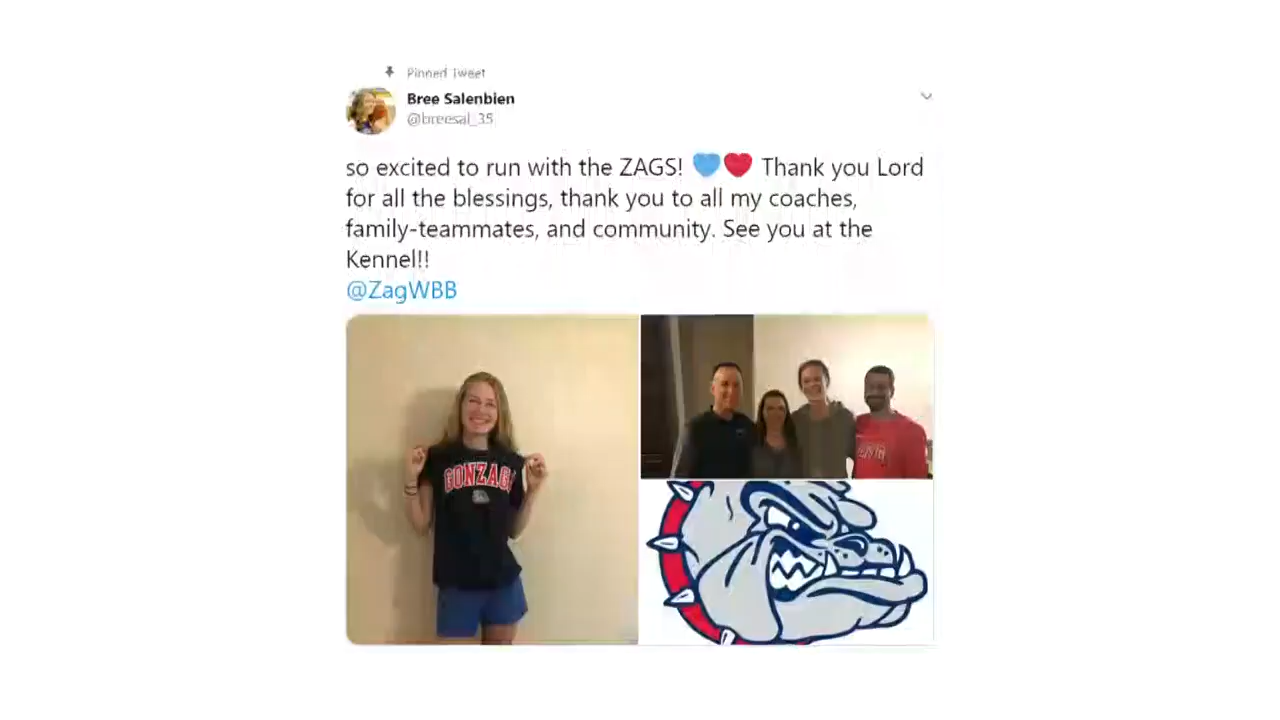 Pinned Tweet
Bree Salenbien
@breesal_35
so excited to run with the ZAGS! 💙❤️ Thank you Lord
for all the blessings, thank you to all my coaches,
family-teammates, and community. See you at the
Kennel!!
@ZagWBB
GONZAGA